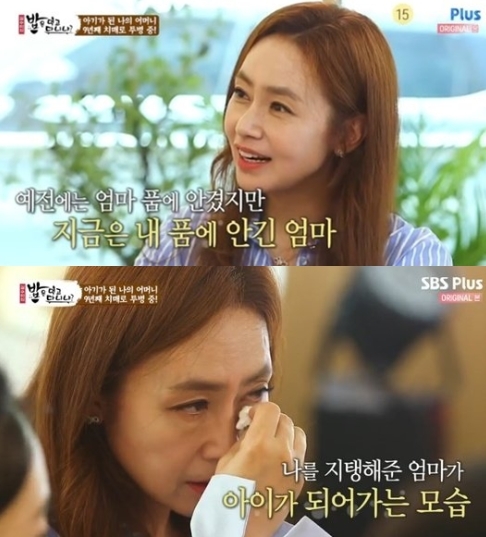 밥은 먹고 다니냐?
아기가 된 나의 어머니
9년째 치매로 투병 중!
15
Plus
ORIGINAL 본
예전에는 엄마 품에 안겼지만
지금은 내 품에 안긴 엄마
밥은 먹고 다니냐?
아기가 된 나의 어머니
9년째 치매로 투병 중!
SBS Plus
ORIGINAL 본
나를 지탱해준 엄마가
아이가 되어가는 모습